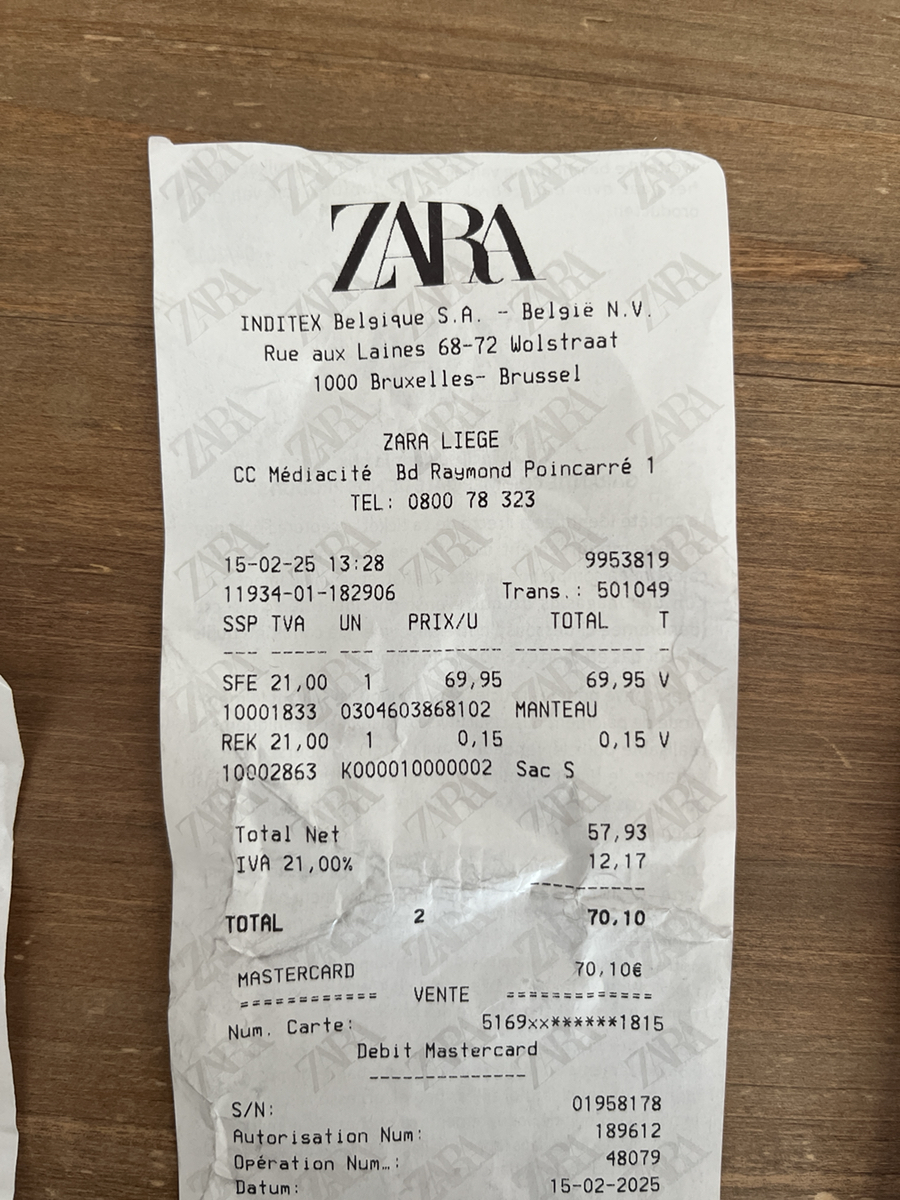 ZARA
INDITEX Belgique S.A. - België N.V.
Rue aux Laines 68-72 Wolstraat
1000 Bruxelles- Brussel
ZARA LIEGE
CC Médiacité Bd Raymond Poincarré 1
TEL: 0800 78 323
15-02-25 13:28 9953819
11934-01-182906 Trans.: 501049
SSP TVA UN PRIX/U TOTAL T
--- ----- --- ---------- ----------- -
SFE 21,00 1 69,95 69,95 V
10001833 0304603868102 MANTEAU
REK 21,00 1 0,15 0,15 V
10002863 K000010000002 Sac S
Total Net 57,93
IVA 21,00% 12,17
----------
TOTAL 2 70,10
MASTERCARD 70,10€
============ VENTE =============
Num. Carte: 5169xx******1815
Debit Mastercard
--------------
S/N: 01958178
Autorisation Num: 189612
Opération Num…: 48079
Datum: 15-02-2025